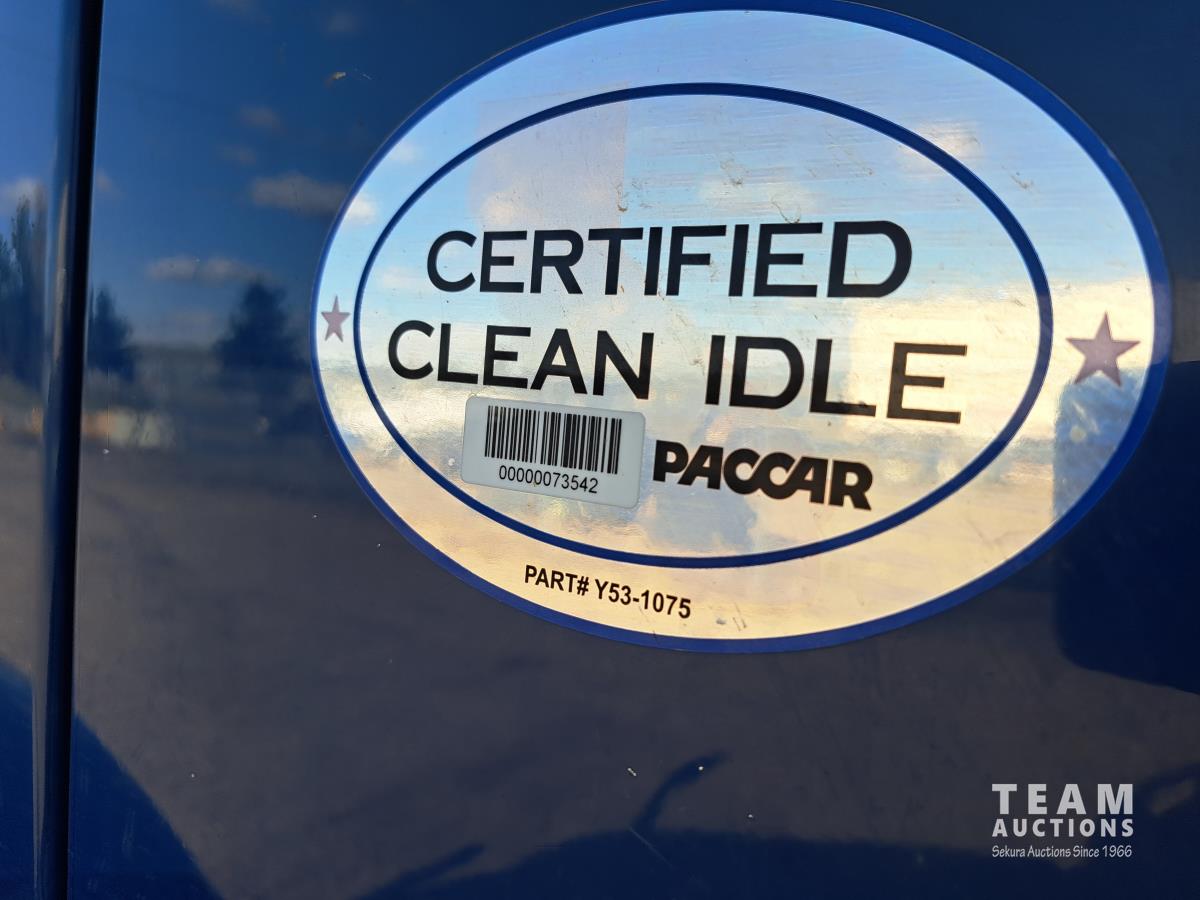 CERTIFIED
CLEAN IDLE
00000073542
PACCAR
PART# Y53-1075
TEAM
AUCTIONS
Sekura Auctions Since 1966